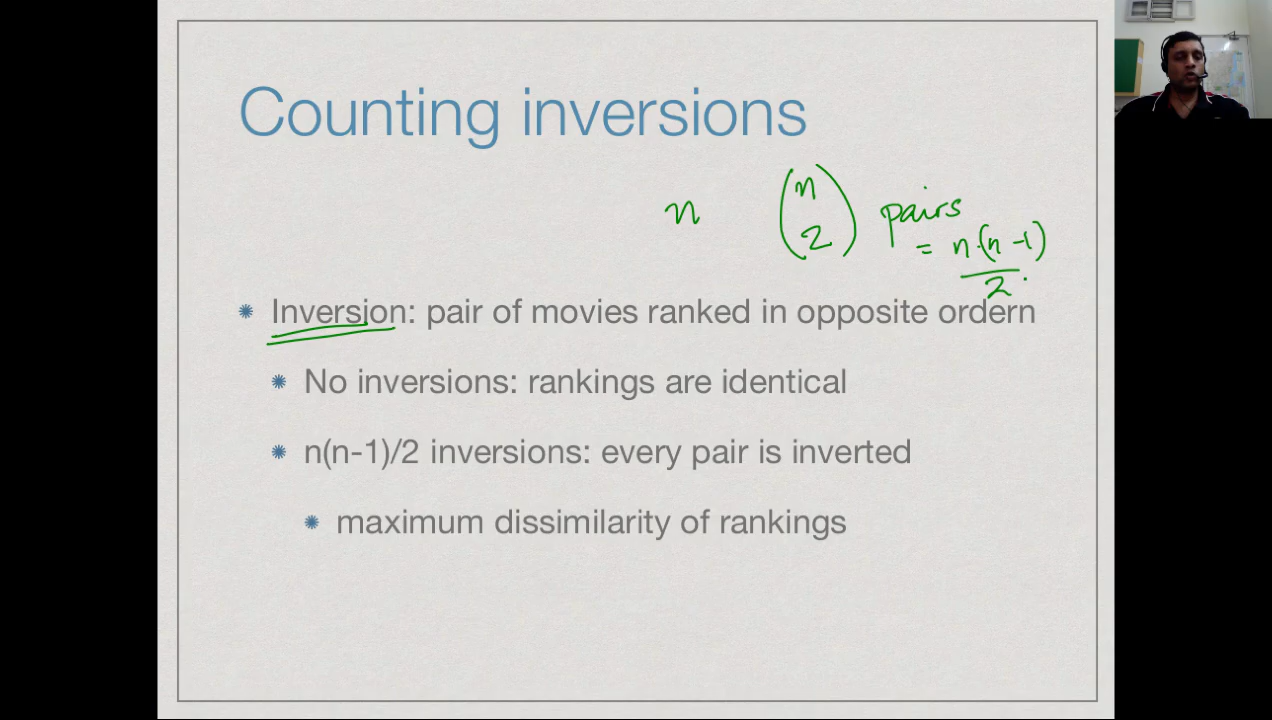 Counting inversions
n (n 2) pairs
= n·(n-1)
2
Inversion: pair of movies ranked in opposite ordern
No inversions: rankings are identical
n(n-1)/2 inversions: every pair is inverted
maximum dissimilarity of rankings